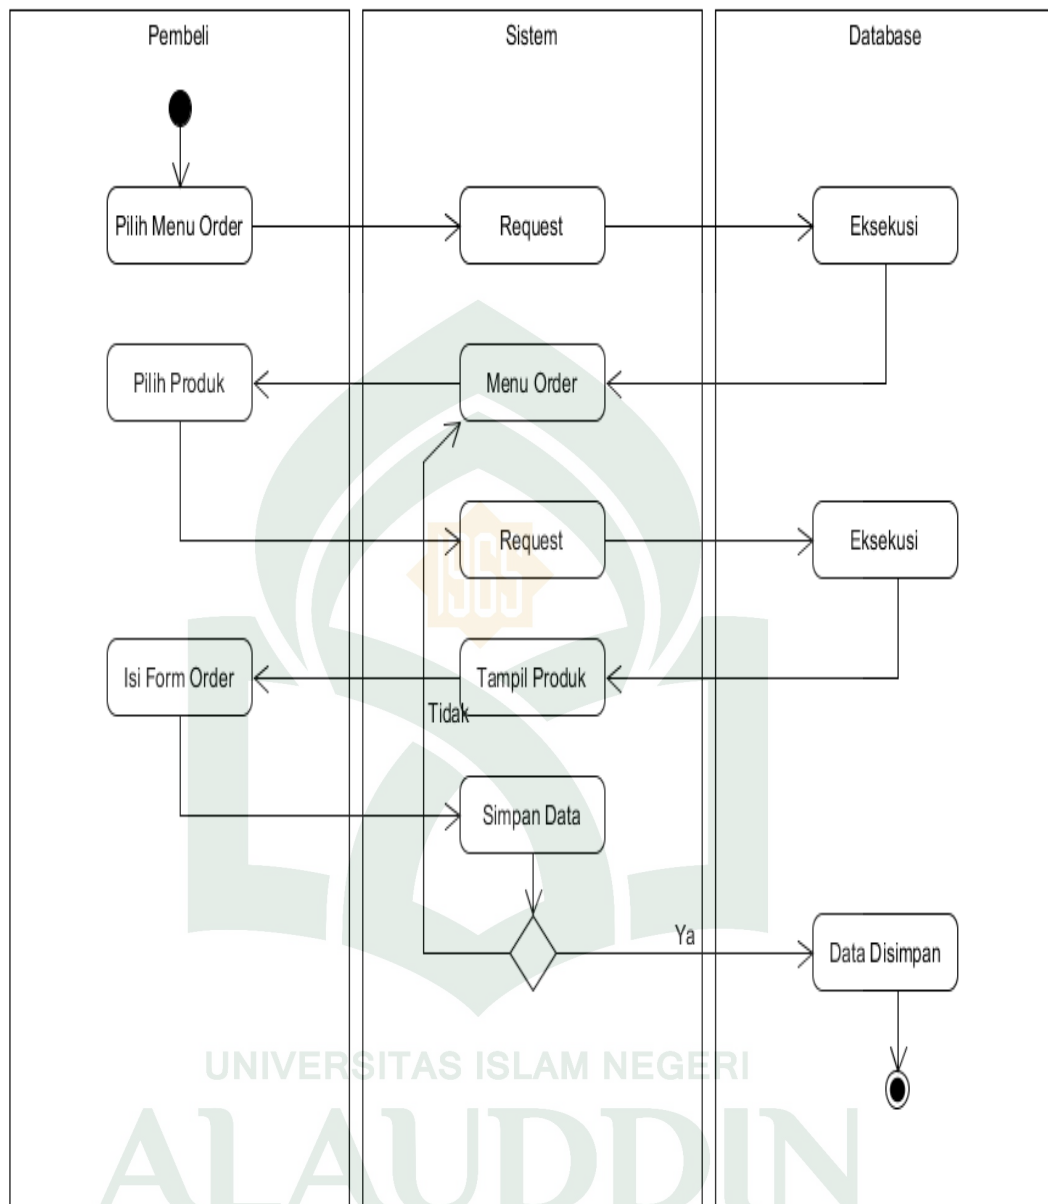 Pembeli
Sistem
Database
Pilih Menu Order
Request
Eksekusi
Pilih Produk
Menu Order
Request
Eksekusi
Isi Form Order
Tampil Produk
Tidak
Simpan Data
Ya
Data Disimpan
1965
UNIVERSITAS ISLAM NEGERI
ALAUDDIN